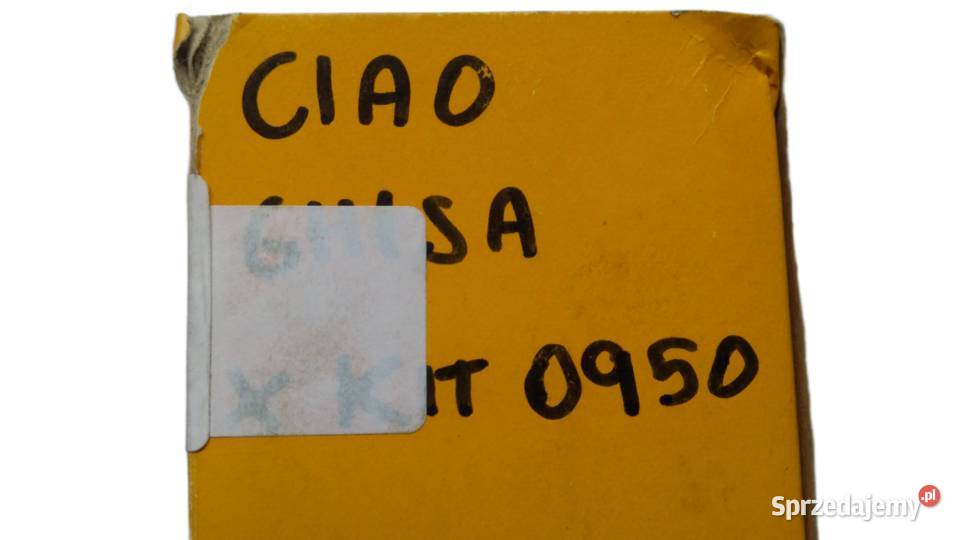 CIAO
GHISA
* KIT 0950
Sprzedajemy.pl